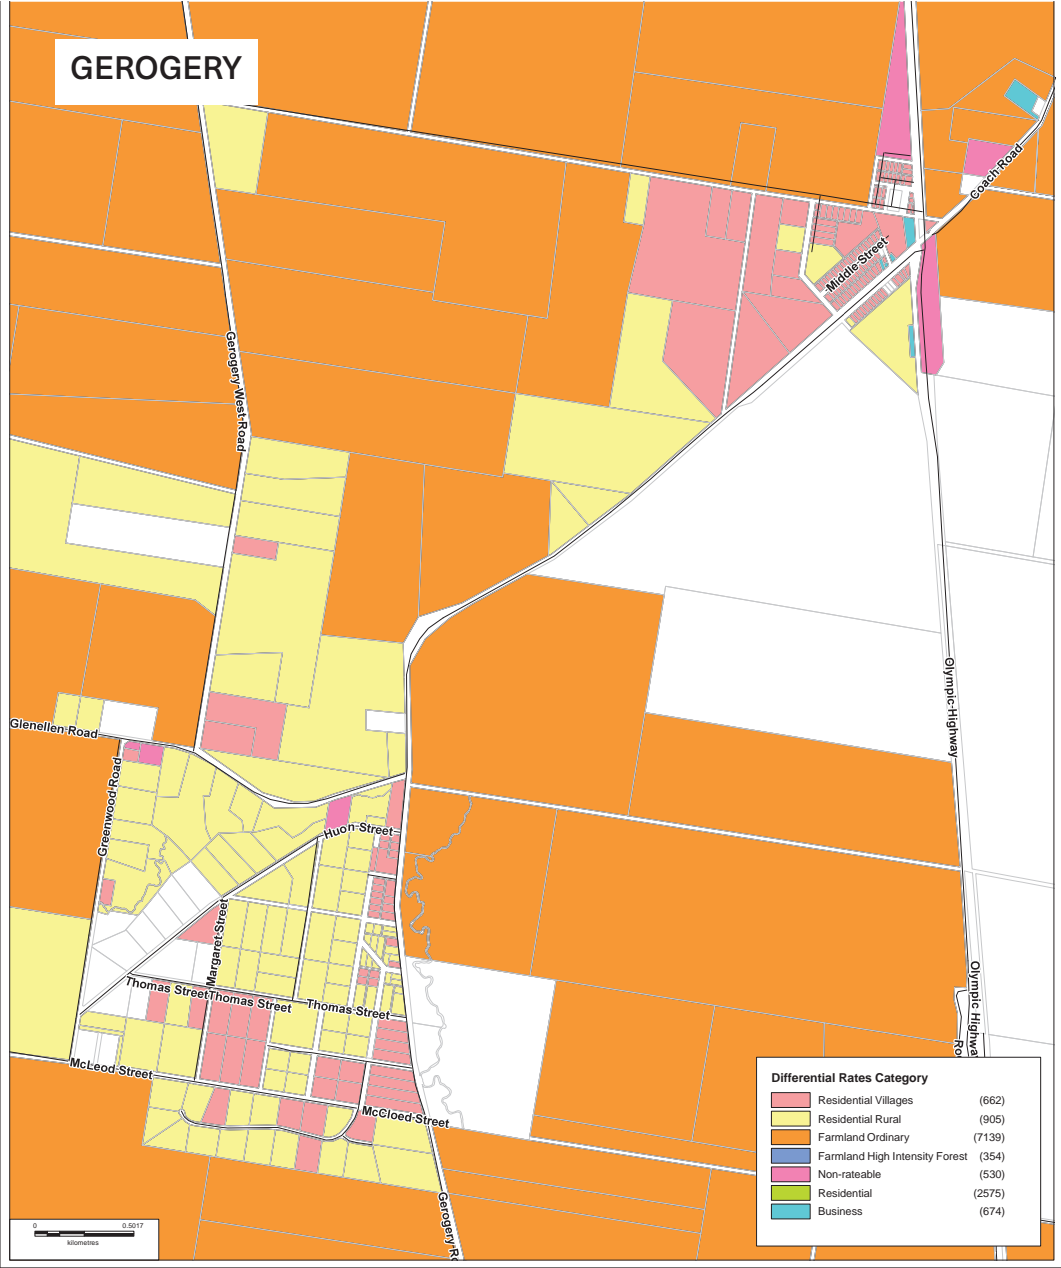 GEROGERY
Coach Road
Middle Street
Gerogery West Road
Olympic Highway
Glenellen Road
Greenwood Road
Huon Street
Margaret Street
Thomas Street
Thomas Street
Thomas Street
McLeod Street
McCloed Street
Olympic Highwa
Ro
Gerogery Ro
Differential Rates Category
Residential Villages (662)
Residential Rural (905)
Farmland Ordinary (7139)
Farmland High Intensity Forest (354)
Non-rateable (530)
Residential (2575)
Business (674)
0 0.5017
kilometres